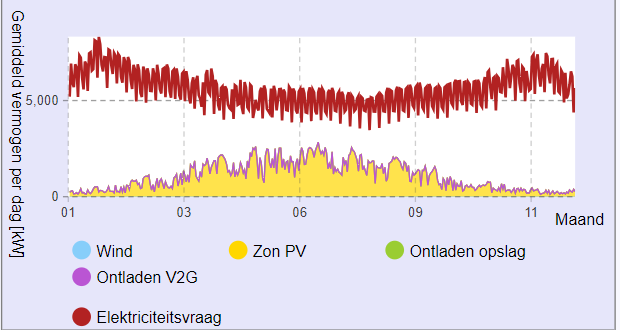 Gemiddeld vermogen per dag [kW]
5,000
0
01 03 06 09 11
Maand
Wind Zon PV Ontladen opslag
Ontladen V2G
Elektriciteitsvraag